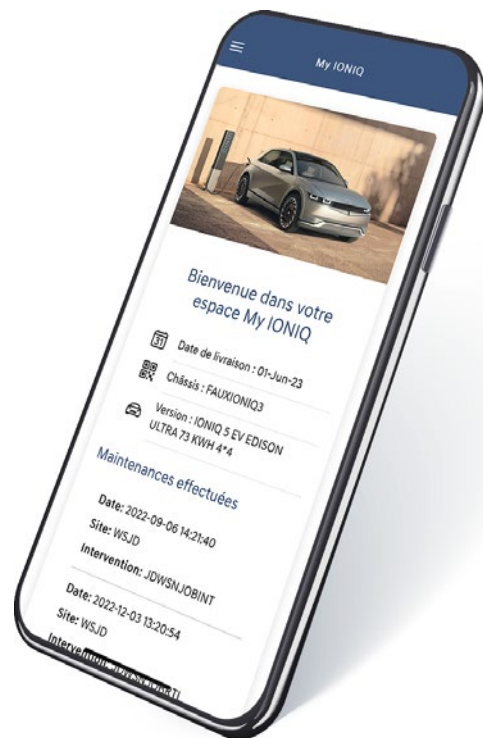 My IONIQ
Bienvenue dans votre
espace My IONIQ
31
Date de livraison : 01-Jun-23
Châssis : FAUXIONIQ3
Version : IONIQ 5 EV EDISON
ULTRA 73 KWH 4*4
Maintenances effectuées
Date: 2022-09-06 14:21:40
Site: WSJD
Intervention: JDWSNJOBINT
Date: 2022-12-03 13:20:54
Site: WSJD
Intervention: